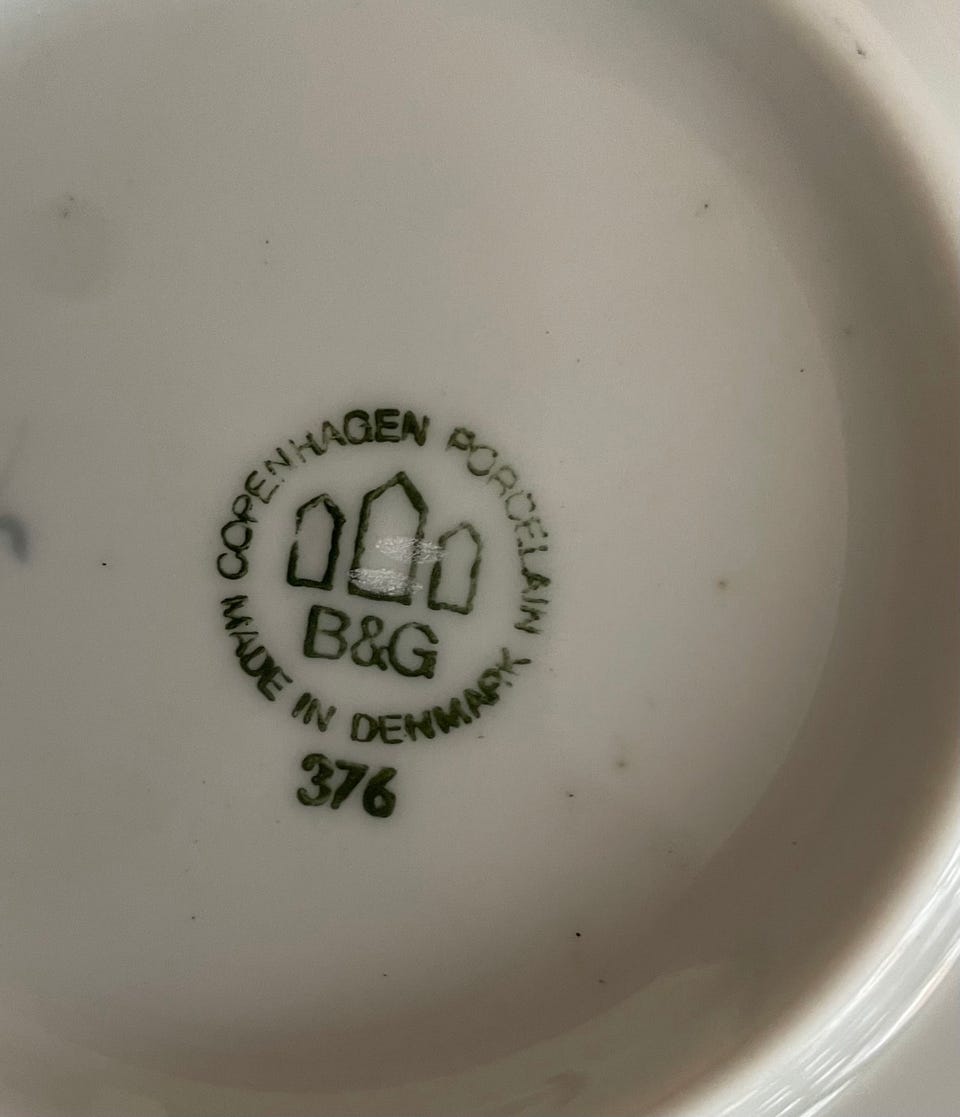 COPENHAGEN PORCELAIN
B&G
MADE IN DENMARK
376